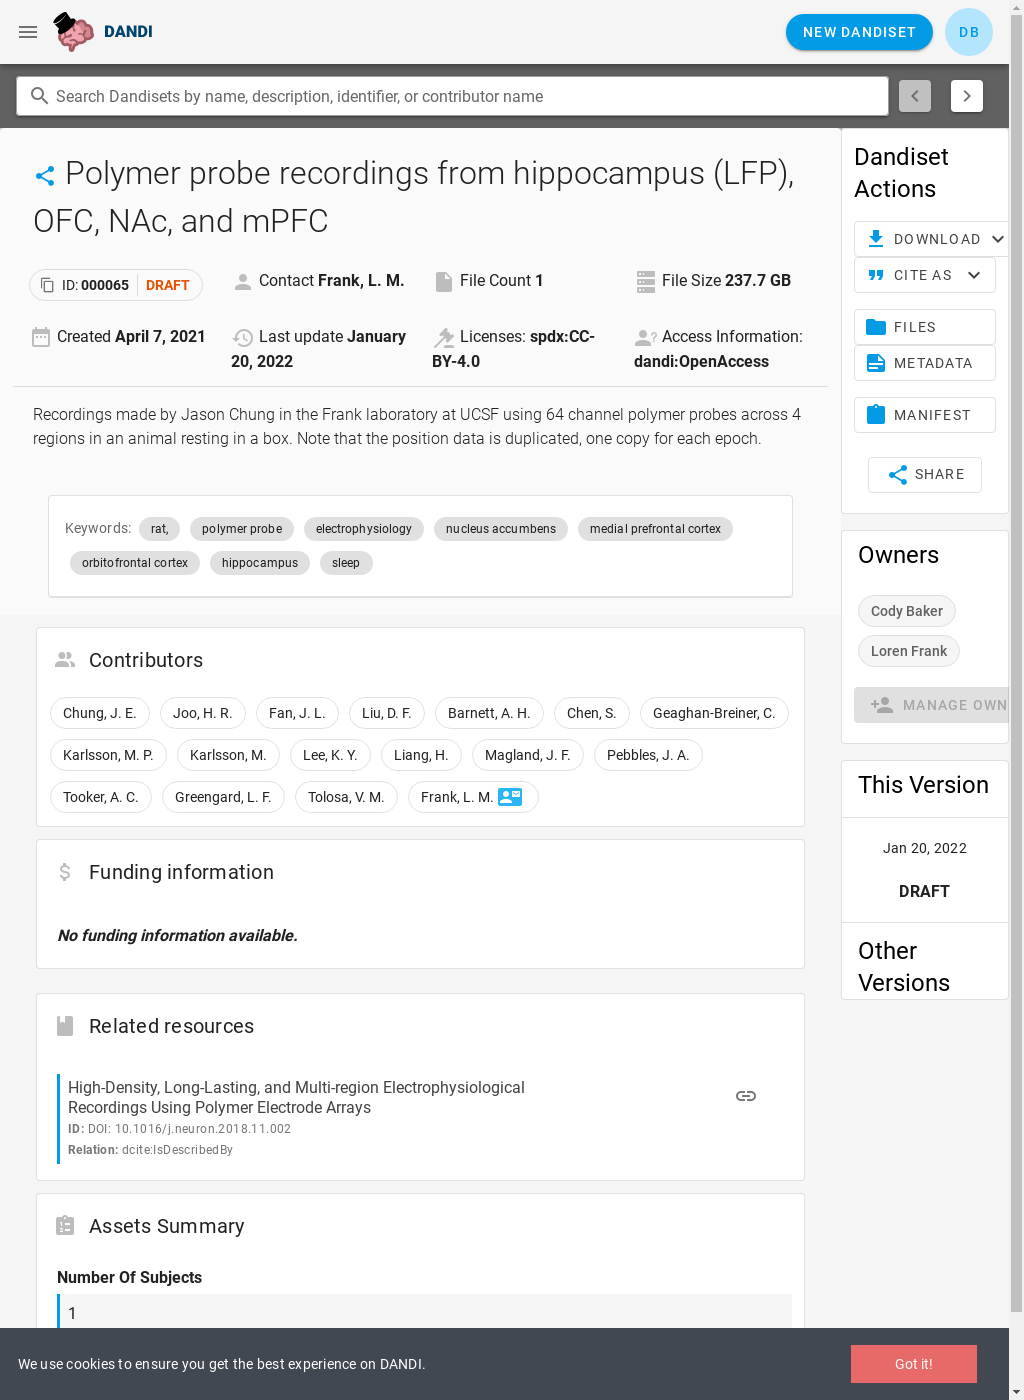 DANDI
NEW DANDISET
DB
Search Dandisets by name, description, identifier, or contributor name
Polymer probe recordings from hippocampus (LFP),
OFC, NAc, and mPFC
ID: 000065 DRAFT
Contact Frank, L. M.
File Count 1
File Size 237.7 GB
Created April 7, 2021
Last update January
20, 2022
Licenses: spdx:CC-
BY-4.0
Access Information:
dandi:OpenAccess
Recordings made by Jason Chung in the Frank laboratory at UCSF using 64 channel polymer probes across 4
regions in an animal resting in a box. Note that the position data is duplicated, one copy for each epoch.
Keywords: rat, polymer probe electrophysiology nucleus accumbens medial prefrontal cortex
orbitofrontal cortex hippocampus sleep
Contributors
Chung, J. E. Joo, H. R. Fan, J. L. Liu, D. F. Barnett, A. H. Chen, S. Geaghan-Breiner, C.
Karlsson, M. P. Karlsson, M. Lee, K. Y. Liang, H. Magland, J. F. Pebbles, J. A.
Tooker, A. C. Greengard, L. F. Tolosa, V. M. Frank, L. M.
Funding information
No funding information available.
Related resources
High-Density, Long-Lasting, and Multi-region Electrophysiological
Recordings Using Polymer Electrode Arrays
ID: DOI: 10.1016/j.neuron.2018.11.002
Relation: dcite:IsDescribedBy
Assets Summary
Number Of Subjects
1
Dandiset
Actions
DOWNLOAD
CITE AS
FILES
METADATA
MANIFEST
SHARE
Owners
Cody Baker
Loren Frank
MANAGE OWN
This Version
Jan 20, 2022
DRAFT
Other
Versions
We use cookies to ensure you get the best experience on DANDI.
Got it!